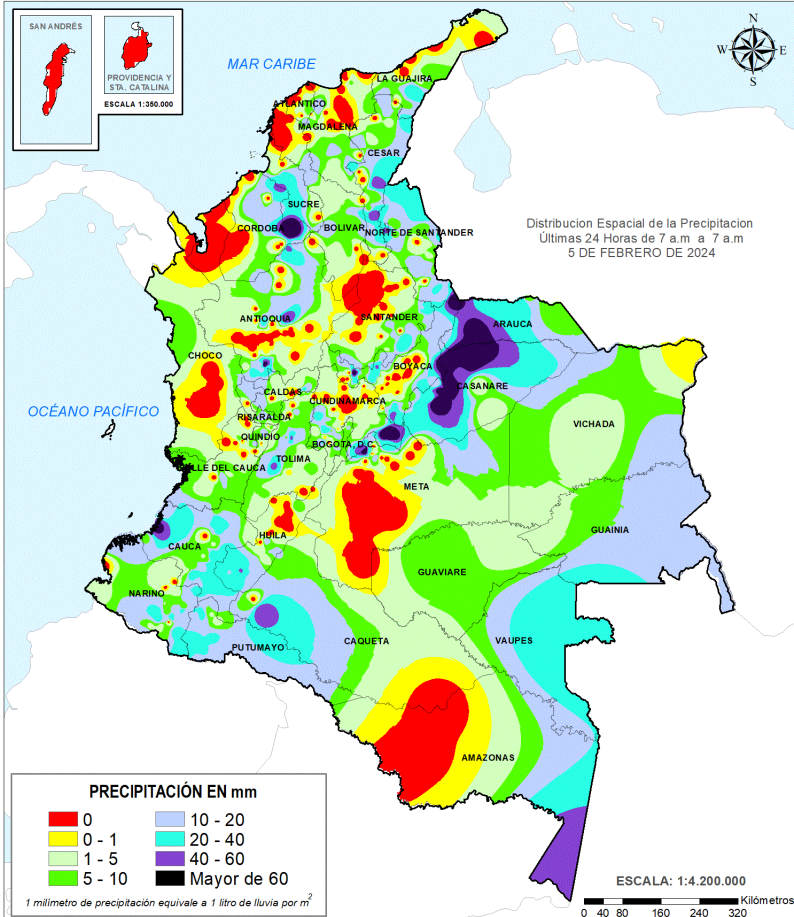 SAN ANDRÉS
PROVIDENCIA Y
STA. CATALINA
ESCALA 1:350.000
MAR CARIBE
N
W
E
S
LA GUAJIRA
ATLANTICO
MAGDALENA
CESAR
SUCRE
CORDOBA
BOLIVAR
NORTE DE SANTANDER
Distribucion Espacial de la Precipitacion
Últimas 24 Horas de 7 a.m a 7 a.m
5 DE FEBRERO DE 2024
ANTIOQUIA
SANTANDER
ARAUCA
CHOCO
BOYACA
CASANARE
CALDAS
CUNDINAMARCA
OCÉANO PACÍFICO
RISARALDA
VICHADA
QUINDIO
BOGOTA, D.C.
TOLIMA
VALLE DEL CAUCA
META
GUAINIA
HUILA
CAUCA
GUAVIARE
NARIÑO
CAQUETA
VAUPES
PUTUMAYO
AMAZONAS
PRECIPITACIÓN EN mm
0
10 - 20
0 - 1
20 - 40
1 - 5
40 - 60
5 - 10
Mayor de 60
1 milímetro de precipitación equivale a 1 litro de lluvia por m²
ESCALA: 1:4.200.000
Kilómetros
0 40 80 160 240 320